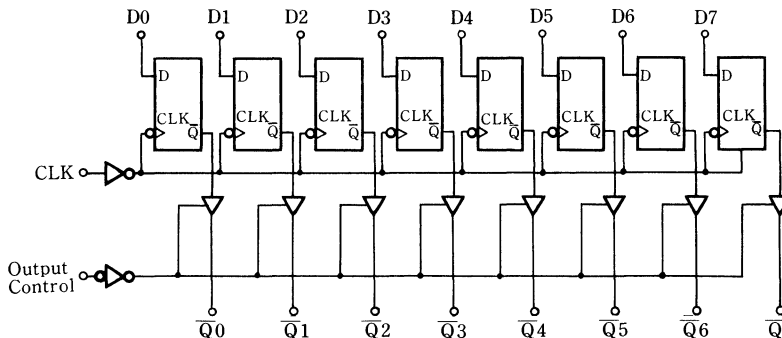 D0 D1 D2 D3 D4 D5 D6 D7
D D D D D D D D
CLK CLK CLK CLK CLK CLK CLK CLK
Q̅ Q̅ Q̅ Q̅ Q̅ Q̅ Q̅ Q̅
CLK
Output
Control
Q̅0 Q̅1 Q̅2 Q̅3 Q̅4 Q̅5 Q̅6 Q̅